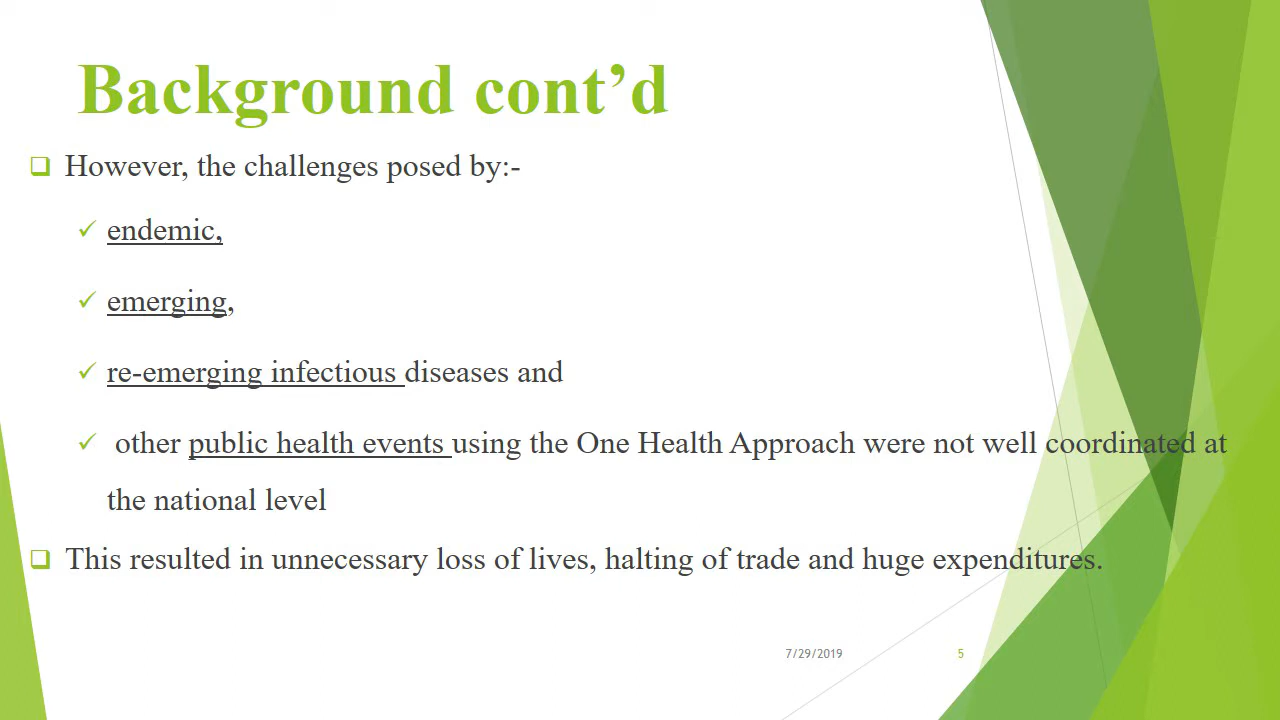 Background cont’d
However, the challenges posed by:-
endemic,
emerging,
re-emerging infectious diseases and
other public health events using the One Health Approach were not well coordinated at
the national level
This resulted in unnecessary loss of lives, halting of trade and huge expenditures.
7/29/2019 5